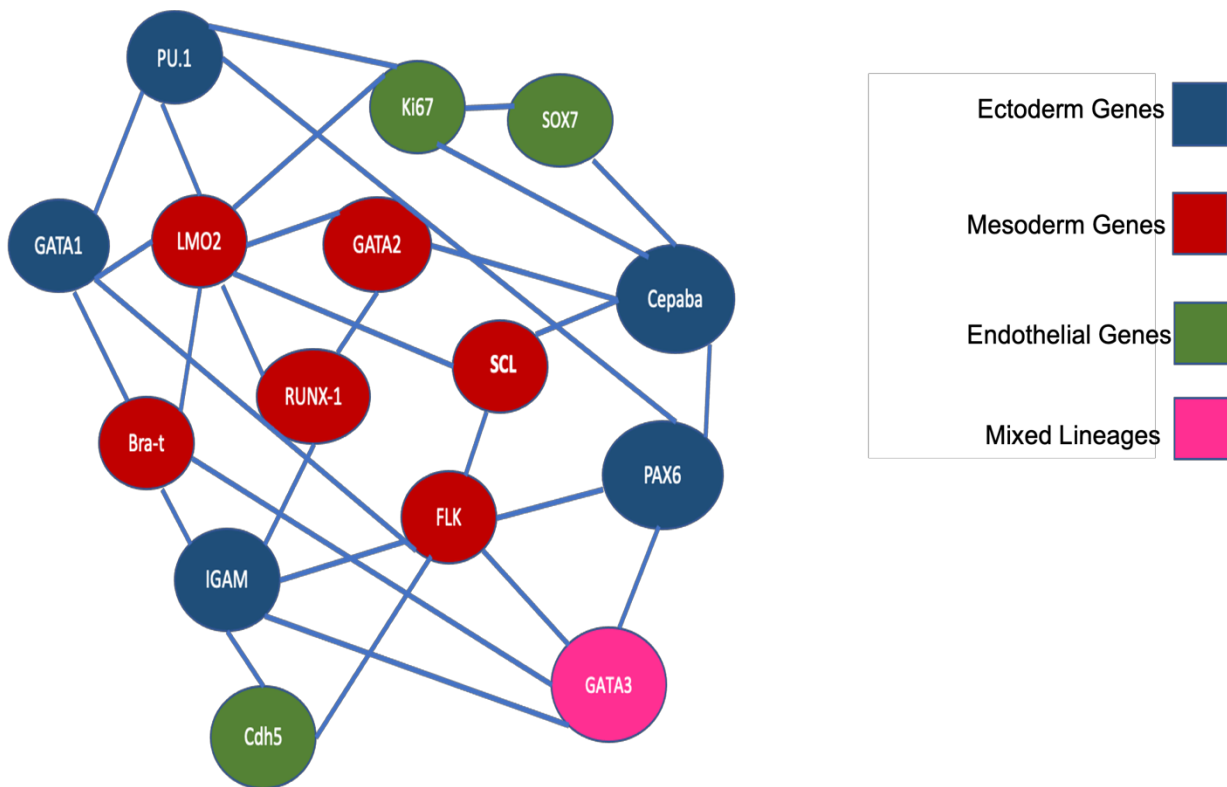 PU.1
Ki67
SOX7
GATA1
LMO2
GATA2
Cepaba
SCL
RUNX-1
Bra-t
PAX6
FLK
IGAM
GATA3
Cdh5
Ectoderm Genes
Mesoderm Genes
Endothelial Genes
Mixed Lineages